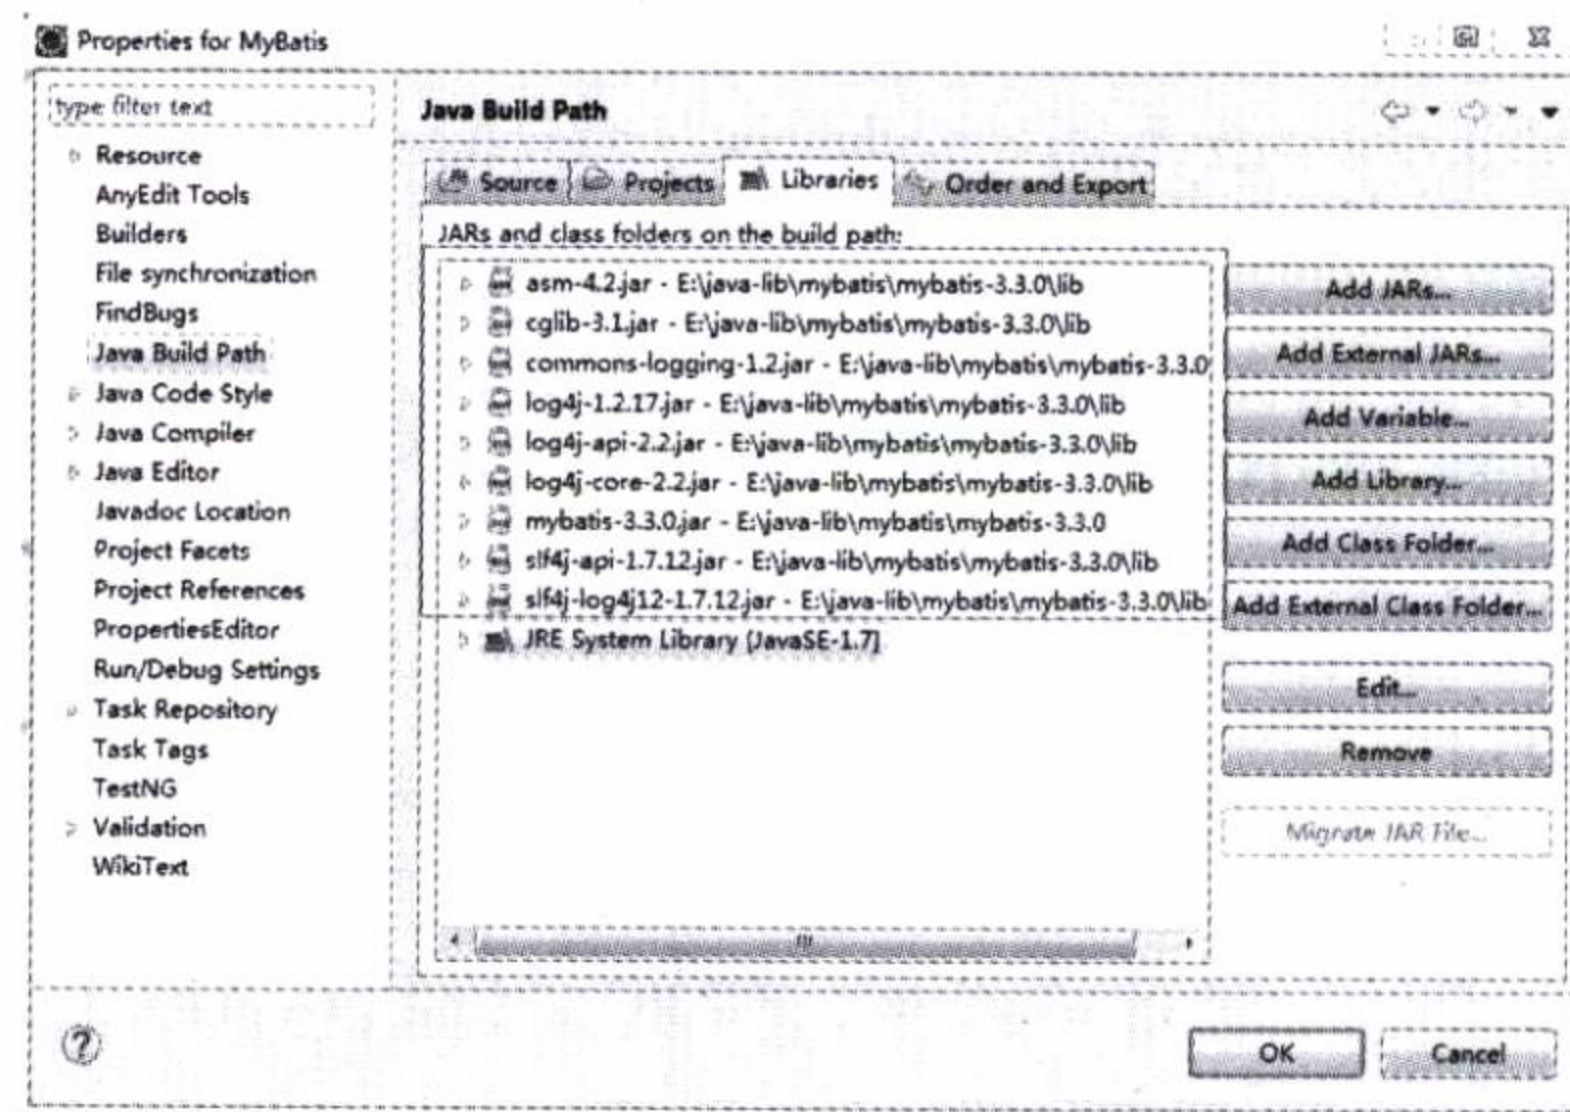 Properties for MyBatis
type filter text
Resource
AnyEdit Tools
Builders
File synchronization
FindBugs
Java Build Path
Java Code Style
Java Compiler
Java Editor
Javadoc Location
Project Facets
Project References
PropertiesEditor
Run/Debug Settings
Task Repository
Task Tags
TestNG
Validation
WikiText
Java Build Path
Source Projects Libraries Order and Export
JARs and class folders on the build path:
asm-4.2.jar - E:\java-lib\mybatis\mybatis-3.3.0\lib
cglib-3.1.jar - E:\java-lib\mybatis\mybatis-3.3.0\lib
commons-logging-1.2.jar - E:\java-lib\mybatis\mybatis-3.3.0
log4j-1.2.17.jar - E:\java-lib\mybatis\mybatis-3.3.0\lib
log4j-api-2.2.jar - E:\java-lib\mybatis\mybatis-3.3.0\lib
log4j-core-2.2.jar - E:\java-lib\mybatis\mybatis-3.3.0\lib
mybatis-3.3.0.jar - E:\java-lib\mybatis\mybatis-3.3.0
slf4j-api-1.7.12.jar - E:\java-lib\mybatis\mybatis-3.3.0\lib
slf4j-log4j12-1.7.12.jar - E:\java-lib\mybatis\mybatis-3.3.0\lib
JRE System Library [JavaSE-1.7]
Add JARs...
Add External JARs...
Add Variable...
Add Library...
Add Class Folder...
Add External Class Folder...
Edit...
Remove
Migrate JAR File...
OK
Cancel